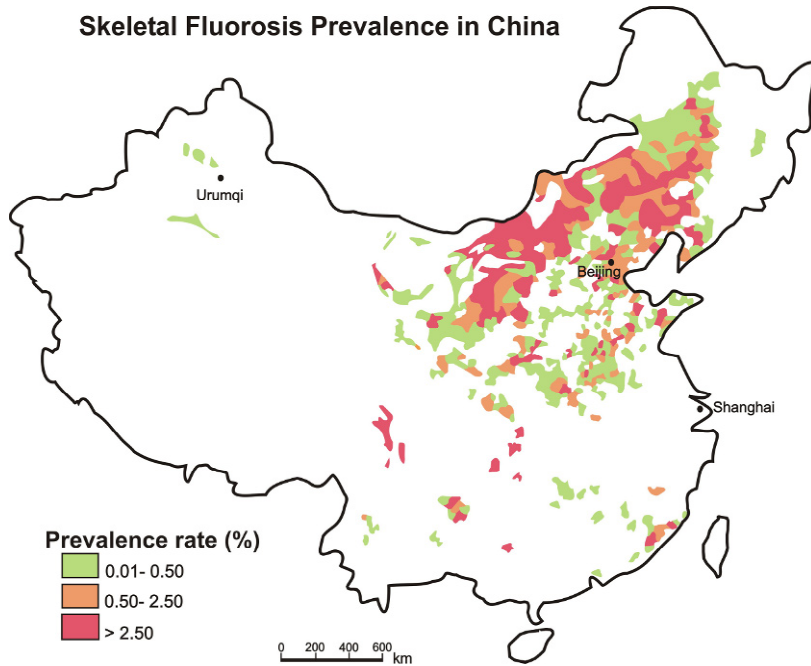 Skeletal Fluorosis Prevalence in China
Urumqi
Beijing
Shanghai
Prevalence rate (%)
0.01- 0.50
0.50- 2.50
> 2.50
0 200 400 600
km